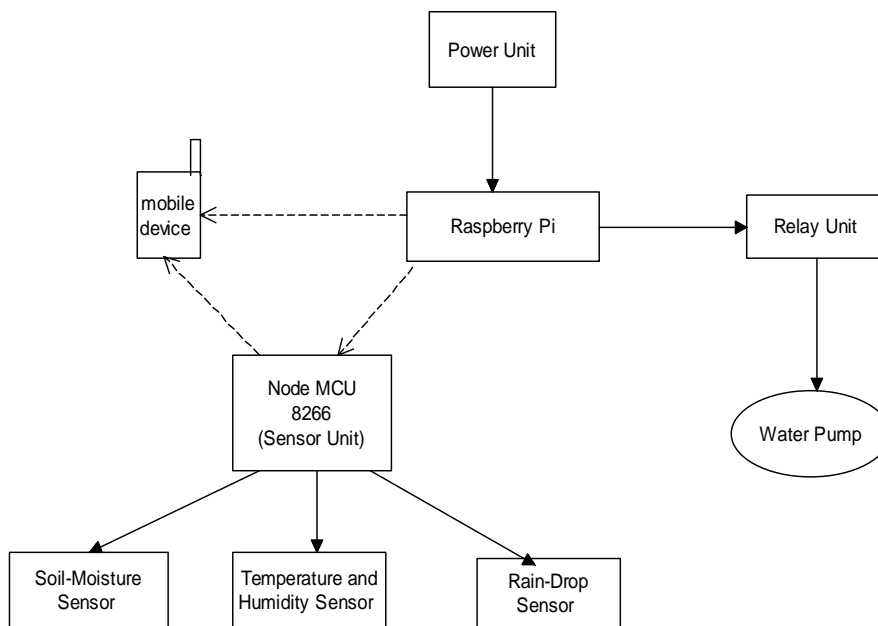 Power Unit
mobile
device
Raspberry Pi
Relay Unit
Node MCU
8266
(Sensor Unit)
Water Pump
Soil-Moisture
Sensor
Temperature and
Humidity Sensor
Rain-Drop
Sensor